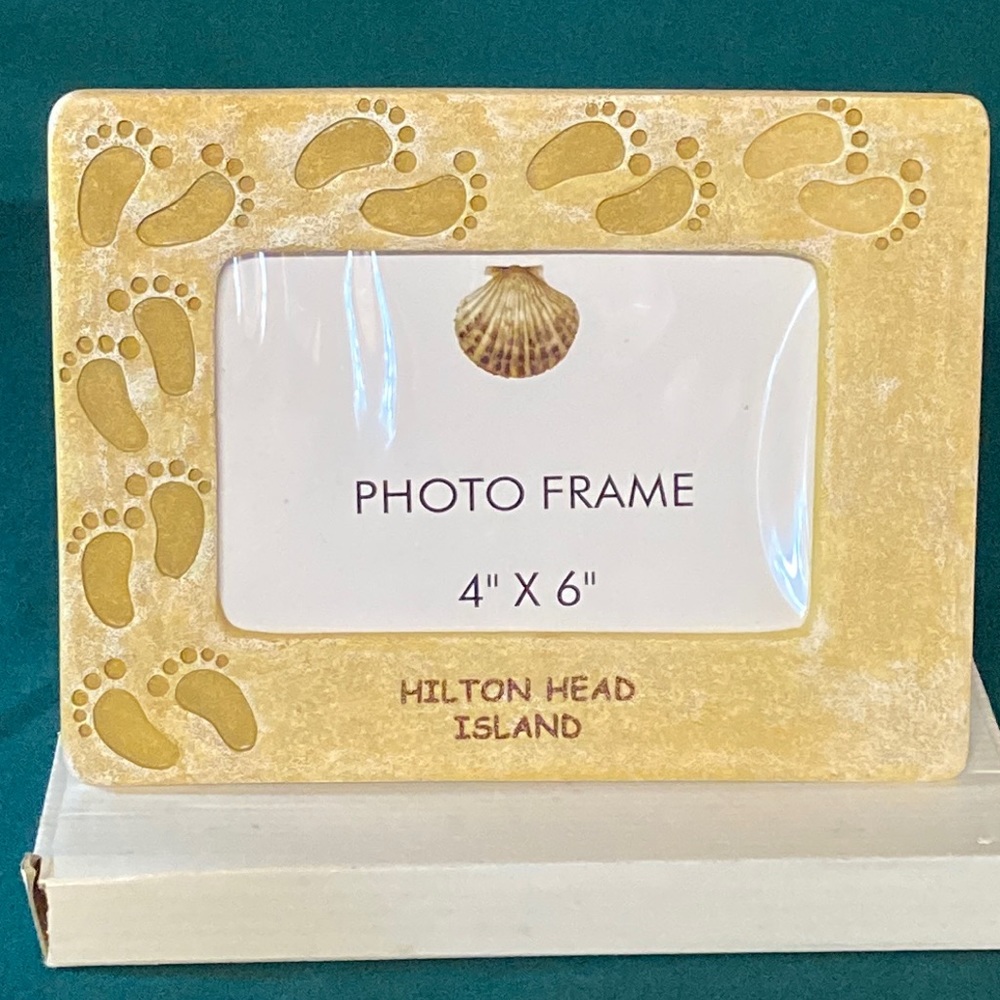 PHOTO FRAME
4" X 6"
HILTON HEAD
ISLAND